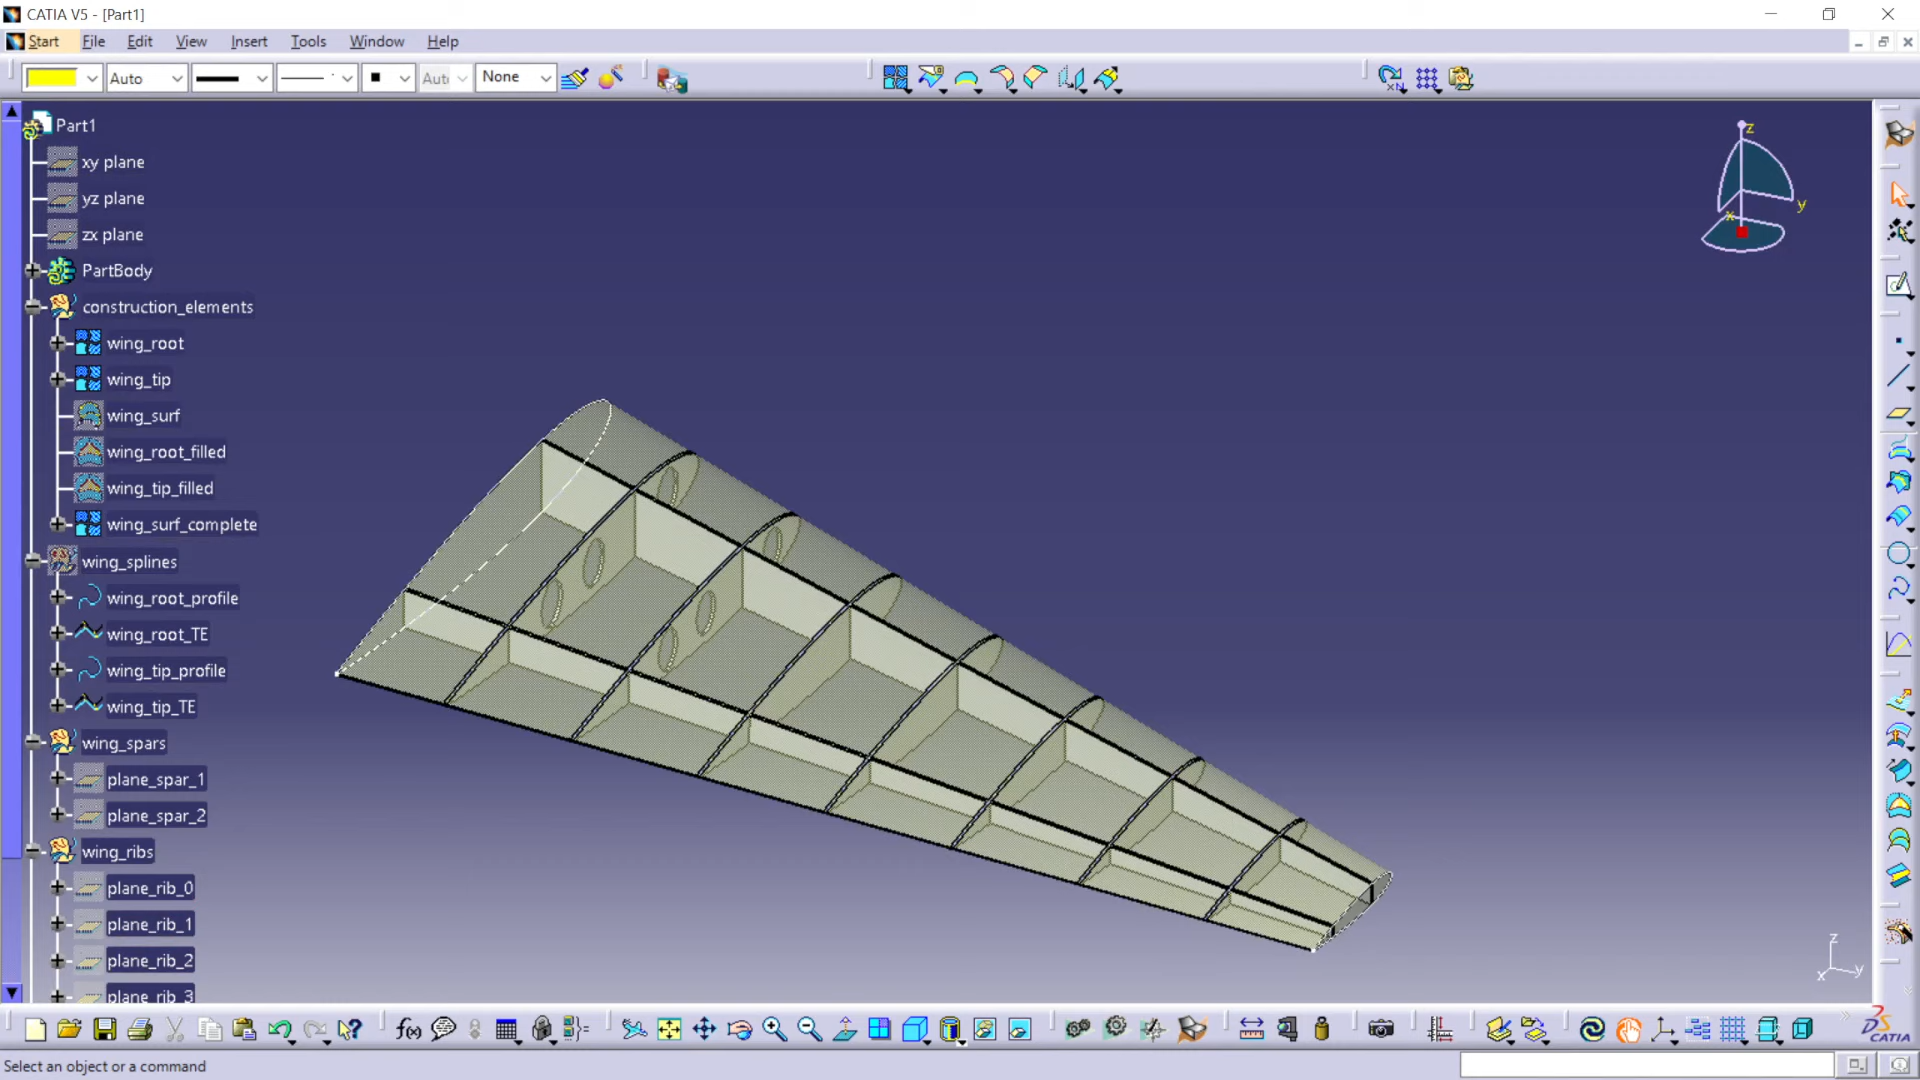 CATIA V5 - [Part1]
Start File Edit View Insert Tools Window Help
Auto Aut None
Part1
xy plane
yz plane
zx plane
PartBody
construction_elements
wing_root
wing_tip
wing_surf
wing_root_filled
wing_tip_filled
wing_surf_complete
wing_splines
wing_root_profile
wing_root_TE
wing_tip_profile
wing_tip_TE
wing_spars
plane_spar_1
plane_spar_2
wing_ribs
plane_rib_0
plane_rib_1
plane_rib_2
plane_rib_3
z
y
x
z
y
x
f(x)
CATIA
Select an object or a command